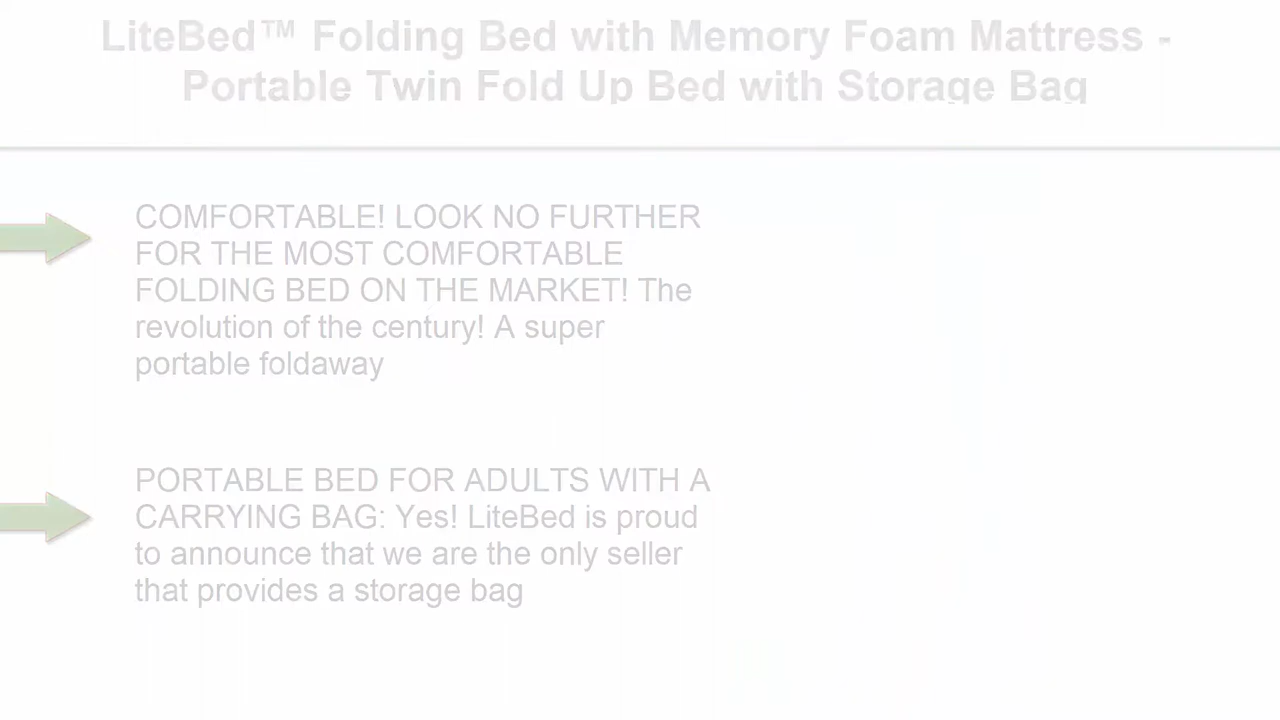 LiteBed™ Folding Bed with Memory Foam Mattress -
Portable Twin Fold Up Bed with Storage Bag
COMFORTABLE! LOOK NO FURTHER
FOR THE MOST COMFORTABLE
FOLDING BED ON THE MARKET! The
revolution of the century! A super
portable foldaway
PORTABLE BED FOR ADULTS WITH A
CARRYING BAG: Yes! LiteBed is proud
to announce that we are the only seller
that provides a storage bag